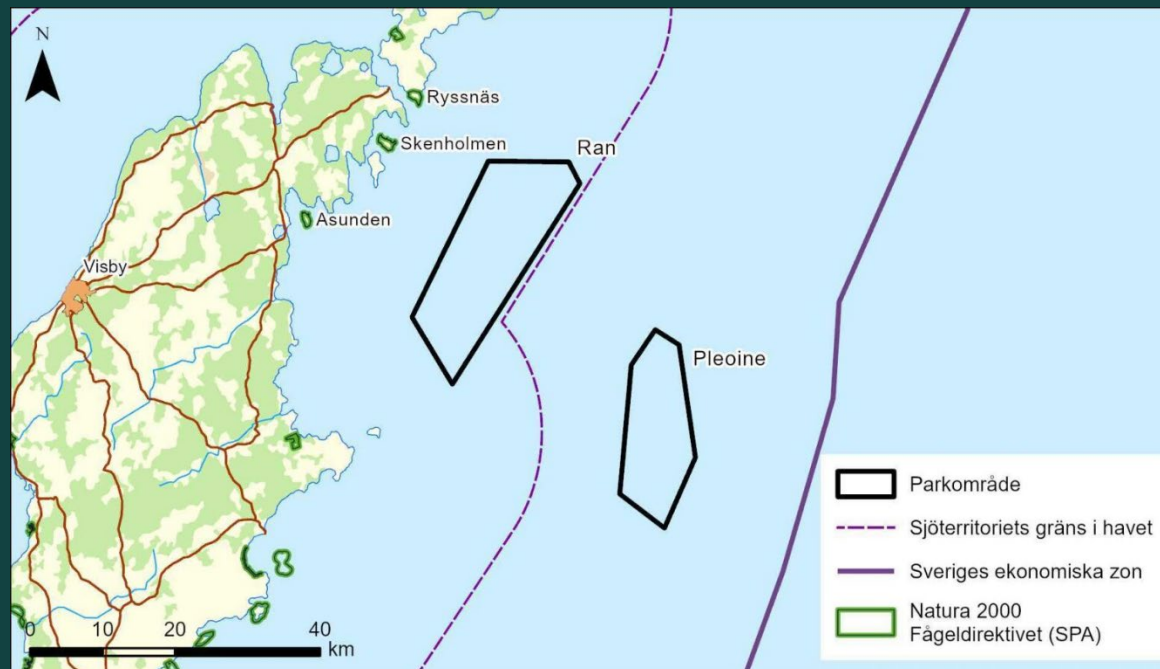 N
Ryssnäs
Skenholmen
Ran
Asunden
Visby
Pleoine
Parkområde
Sjöterritoriets gräns i havet
Sveriges ekonomiska zon
Natura 2000
Fågeldirektivet (SPA)
0 10 20 40
km